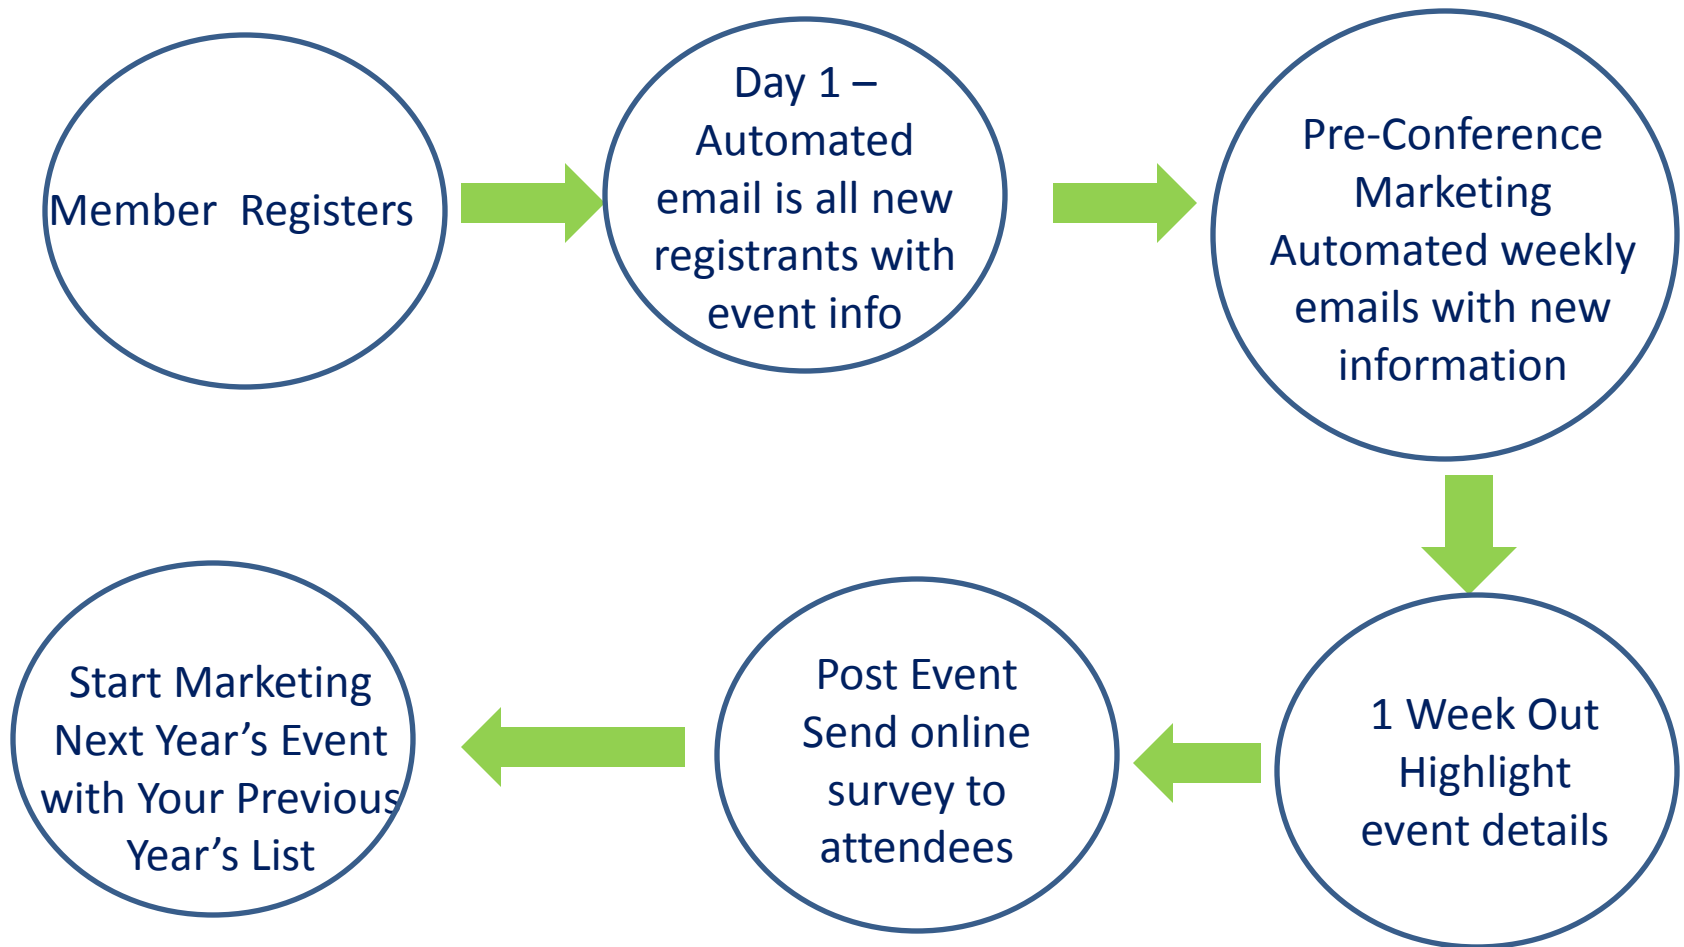 Member  Registers
Day 1 –
Automated
email is all new
registrants with
event info
Pre-Conference
Marketing
Automated weekly
emails with new
information
1 Week Out
Highlight
event details
Post Event
Send online
survey to
attendees
Start Marketing
Next Year’s Event
with Your Previous
Year’s List